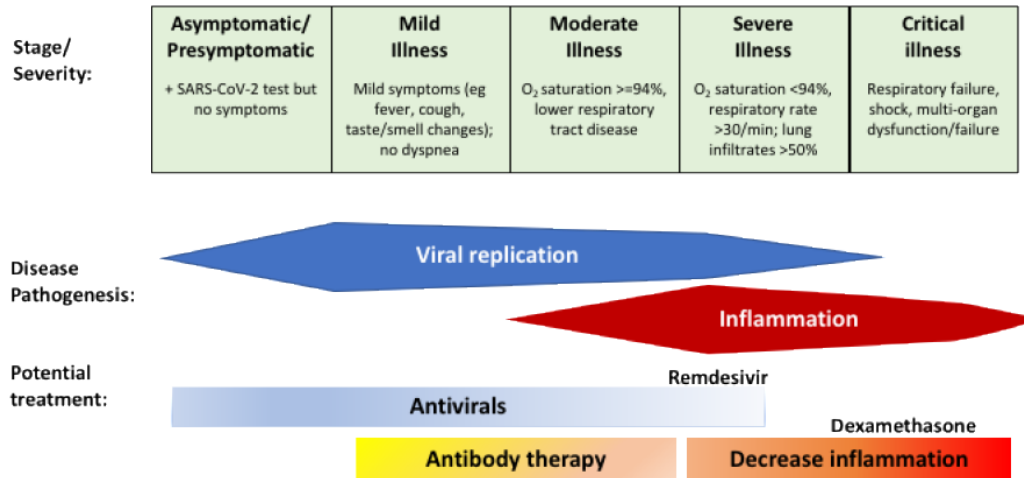 Stage/
Severity:
Asymptomatic/
Presymptomatic
+ SARS-CoV-2 test but
no symptoms
Mild
Illness
Mild symptoms (eg
fever, cough,
taste/smell changes);
no dyspnea
Moderate
Illness
O₂ saturation >=94%,
lower respiratory
tract disease
Severe
Illness
O₂ saturation <94%,
respiratory rate
>30/min; lung
infiltrates >50%
Critical
illness
Respiratory failure,
shock, multi-organ
dysfunction/failure
Disease
Pathogenesis:
Viral replication
Inflammation
Potential
treatment:
Remdesivir
Antivirals
Dexamethasone
Antibody therapy
Decrease inflammation